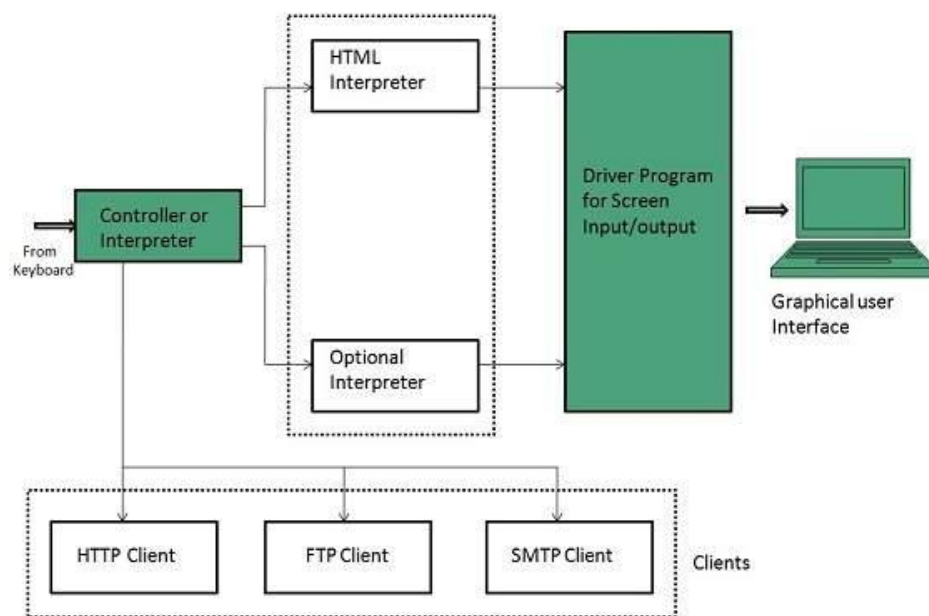 HTML
Interpreter
Driver Program
for Screen
Input/output
Controller or
Interpreter
From
Keyboard
Graphical user
Interface
Optional
Interpreter
HTTP Client
FTP Client
SMTP Client
Clients